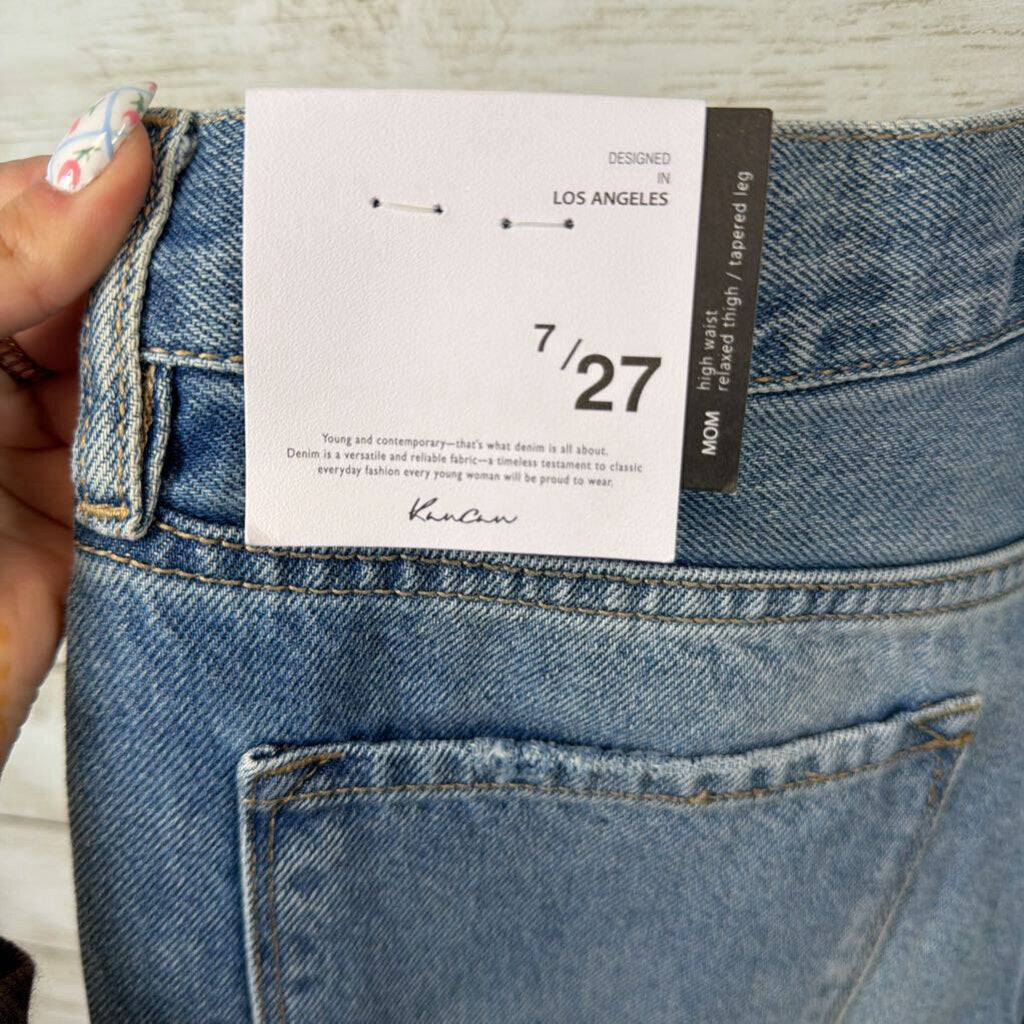 DESIGNED
IN
LOS ANGELES
7/27
Young and contemporary—that's what denim is all about.
Denim is a versatile and reliable fabric—a timeless testament to classic
everyday fashion every young woman will be proud to wear.
KanCan
MOM high waist
relaxed thigh / tapered leg